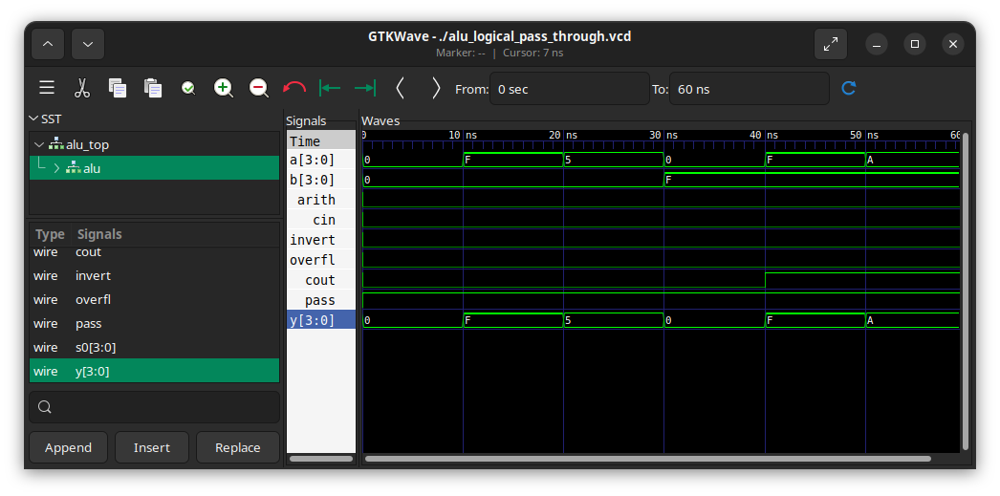 GTKWave - ./alu_logical_pass_through.vcd
Marker: -- | Cursor: 7 ns
From: 0 sec To: 60 ns
SST
alu_top
alu
Type Signals
wire cout
wire invert
wire overfl
wire pass
wire s0[3:0]
wire y[3:0]
Append Insert Replace
Signals
Time
a[3:0]
b[3:0]
arith
cin
invert
overfl
cout
pass
y[3:0]
Waves
0 10 ns 20 ns 30 ns 40 ns 50 ns 60
0 F 5 0 F A
0 F
0 F 5 0 F A